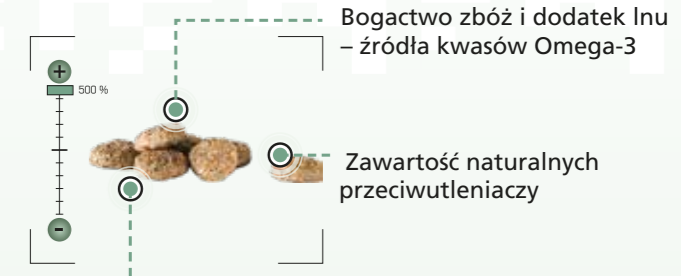 Bogactwo zbóż i dodatek lnu
– źródła kwasów Omega-3
+
500 %
Zawartość naturalnych
przeciwutleniaczy
-